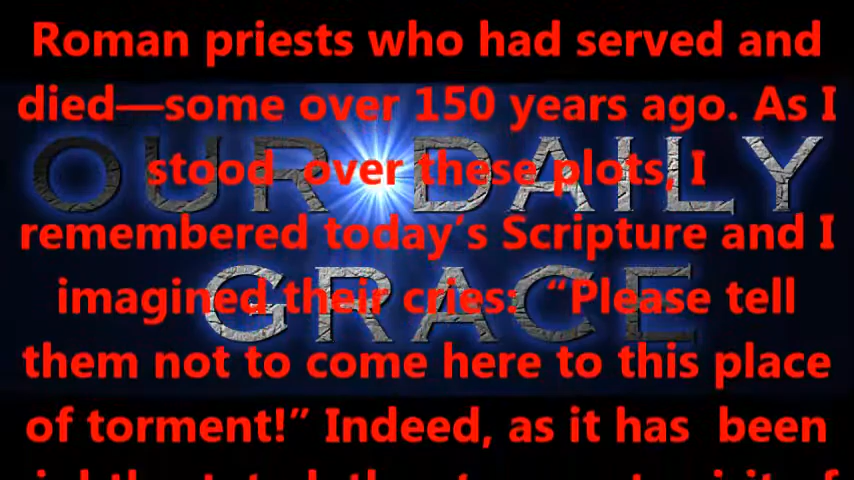 Roman priests who had served and
died—some over 150 years ago. As I
stood over these plots, I
remembered today's Scripture and I
imagined their cries: “Please tell
them not to come here to this place
of torment!” Indeed, as it has been
OUR DAILY
GRACE